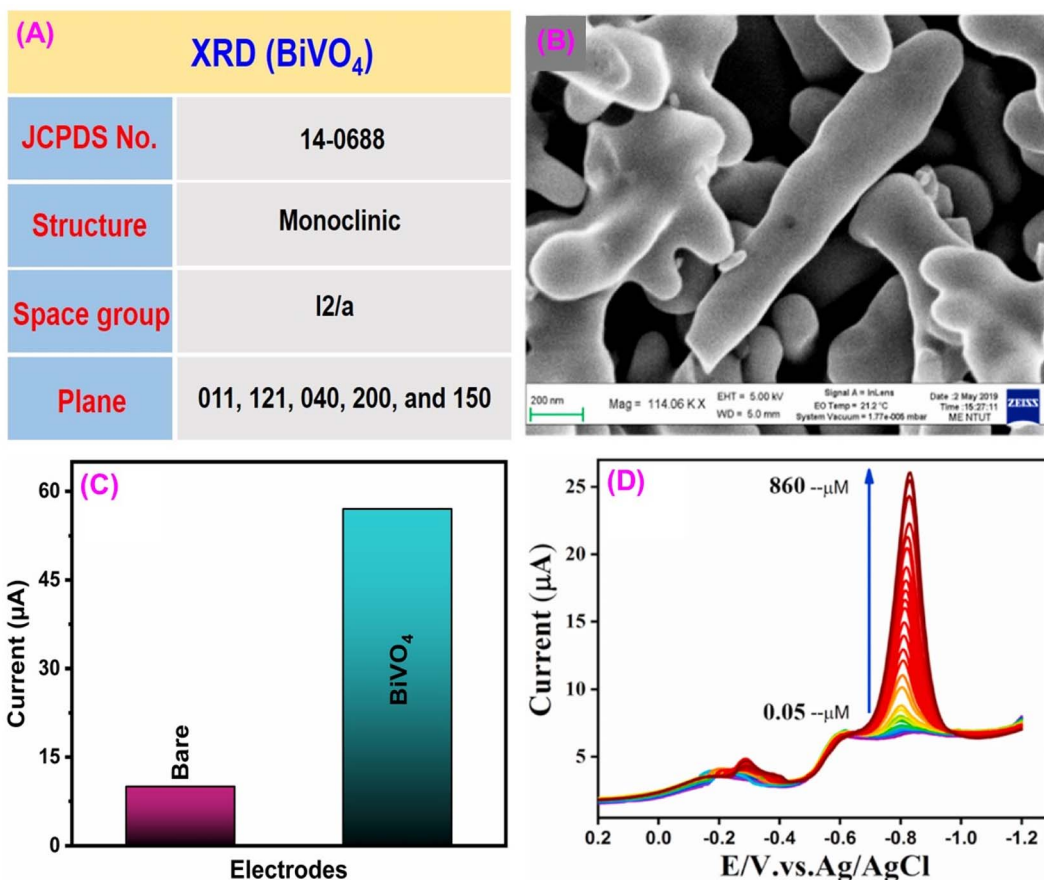 (A)
XRD (BiVO₄)
JCPDS No.
14-0688
Structure
Monoclinic
Space group
I2/a
Plane
011, 121, 040, 200, and 150
(B)
200 nm
Mag = 114.06 K X
EHT = 5.00 kV
WD = 5.0 mm
Signal A = InLens
EO Temp = 21.2 °C
System Vacuum = 1.77e-006 mbar
Date :2 May 2019
Time :15:27:11
ME NTUT
ZEISS
(C)
60
45
30
15
0
Current (µA)
Bare
BiVO₄
Electrodes
(D)
860 --µM
0.05 --µM
25
20
15
10
5
Current (µA)
0.2 0.0 -0.2 -0.4 -0.6 -0.8 -1.0 -1.2
E/V.vs.Ag/AgCl